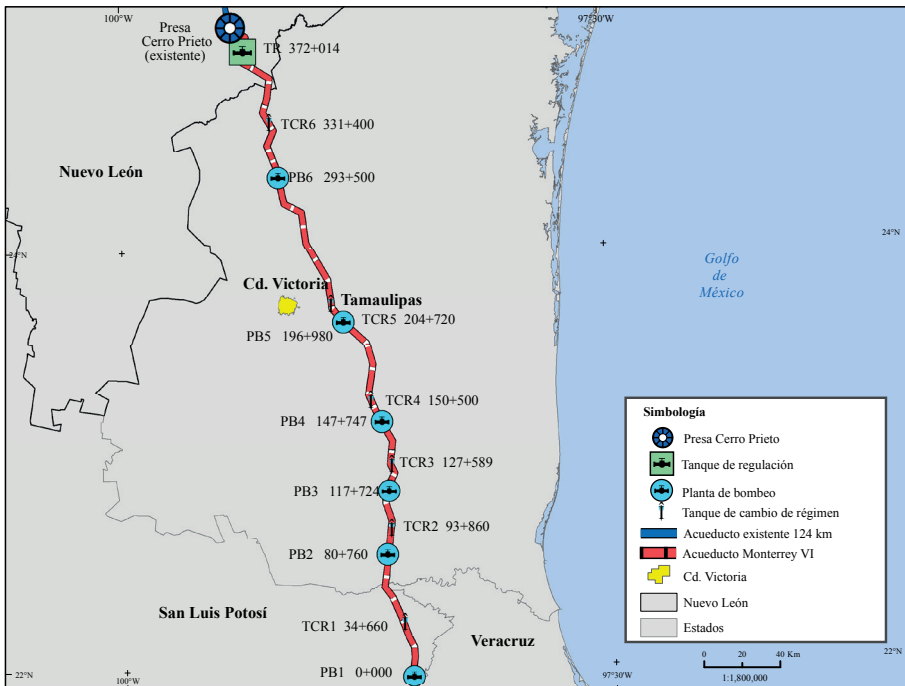 100°W
97°30'W
Presa
Cerro Prieto
(existente)
TR 372+014
TCR6 331+400
Nuevo León
PB6 293+500
24°N
24°N
Golfo
de
México
Cd. Victoria
Tamaulipas
TCR5 204+720
PB5 196+980
TCR4 150+500
PB4 147+747
TCR3 127+589
PB3 117+724
TCR2 93+860
PB2 80+760
San Luis Potosí
TCR1 34+660
Veracruz
PB1 0+000
22°N
100°W
97°30'W
22°N
Simbología
Presa Cerro Prieto
Tanque de regulación
Planta de bombeo
Tanque de cambio de régimen
Acueducto existente 124 km
Acueducto Monterrey VI
Cd. Victoria
Nuevo León
Estados
0 20 40 Km
1:1,800,000